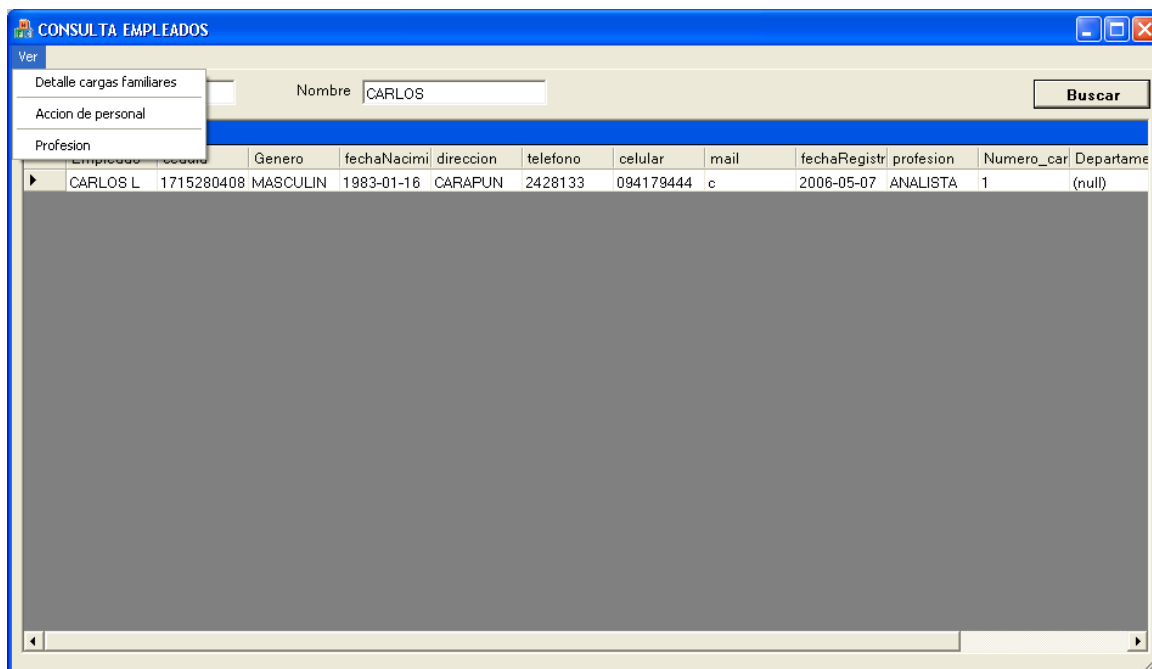 CONSULTA EMPLEADOS
Ver
Detalle cargas familiares
Accion de personal
Profesion
Nombre CARLOS Buscar
Empleado cedula Genero fechaNacimi direccion telefono celular mail fechaRegistr profesion Numero_car Departame
CARLOS L 1715280408 MASCULIN 1983-01-16 CARAPUN 2428133 094179444 c 2006-05-07 ANALISTA 1 (null)